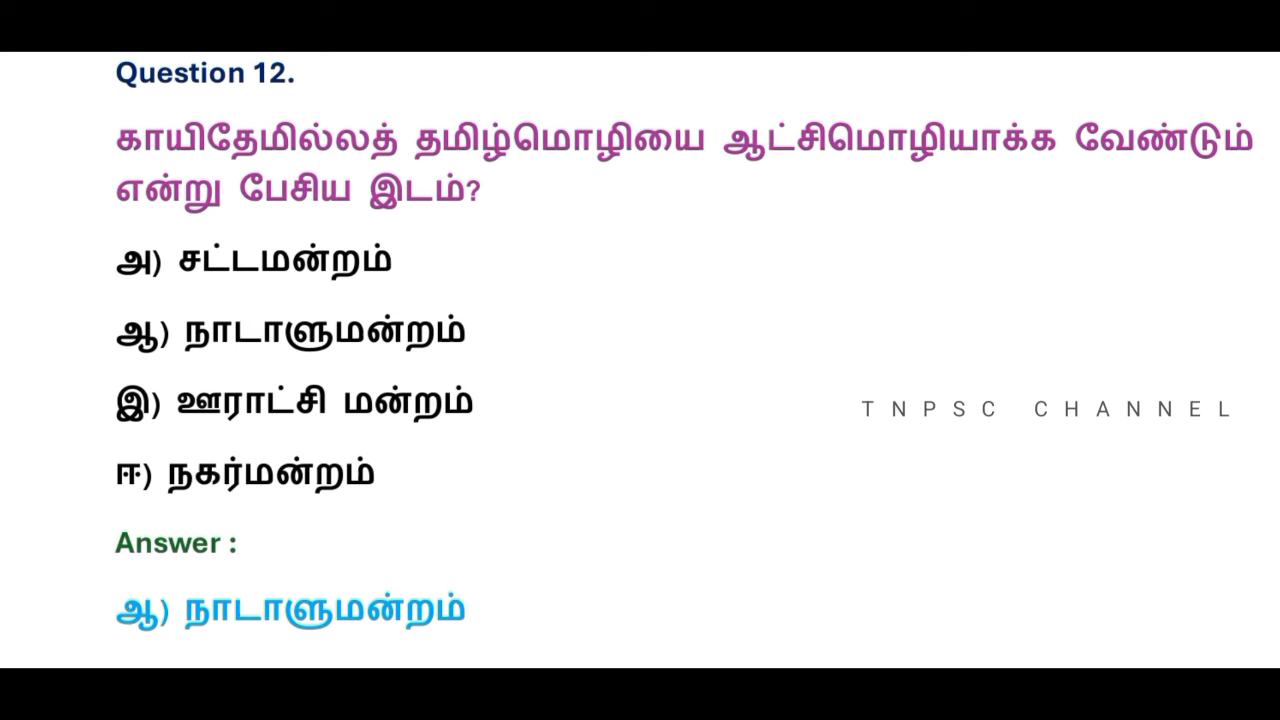 Question 12.
காயிதேமில்லத் தமிழ்மொழியை ஆட்சிமொழியாக்க வேண்டும்
என்று பேசிய இடம்?
அ) சட்டமன்றம்
ஆ) நாடாளுமன்றம்
இ) ஊராட்சி மன்றம்
TNPSC CHANNEL
ஈ) நகர்மன்றம்
Answer :
ஆ) நாடாளுமன்றம்